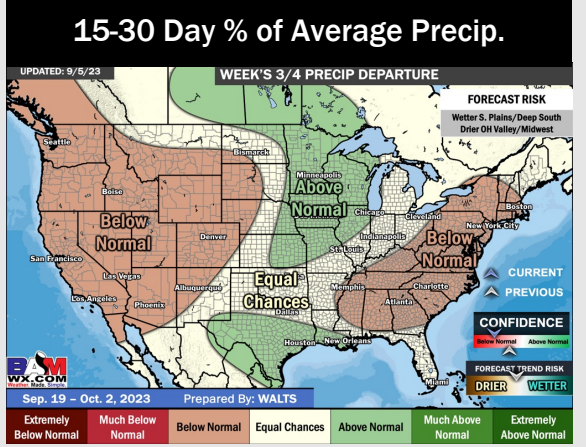 15-30 Day % of Average Precip.
UPDATED: 9/5/23
WEEK'S 3/4 PRECIP DEPARTURE
FORECAST RISK
Wetter S. Plains/Deep South
Drier OH Valley/Midwest
Seattle
Bismarck
Minneapolis
Above
Normal
Boise
Below
Normal
Chicago
Cleveland
Boston
New York City
Indianapolis
Below
Normal
Denver
St. Louis
San Francisco
Las Vegas
Equal
Chances
Albuquerque
Memphis
Charlotte
Los Angeles
Phoenix
Dallas
Atlanta
Houston
New Orleans
Miami
CURRENT
PREVIOUS
CONFIDENCE
Below Normal
Above Normal
FORECAST TREND RISK
DRIER
WETTER
BAM
WX.COM
Weather. Made. Simple.
Sep. 19 – Oct. 2, 2023
Prepared By: WALTS
Extremely
Below Normal
Much Below
Normal
Below Normal
Equal Chances
Above Normal
Much Above
Normal
Extremely
Above Normal